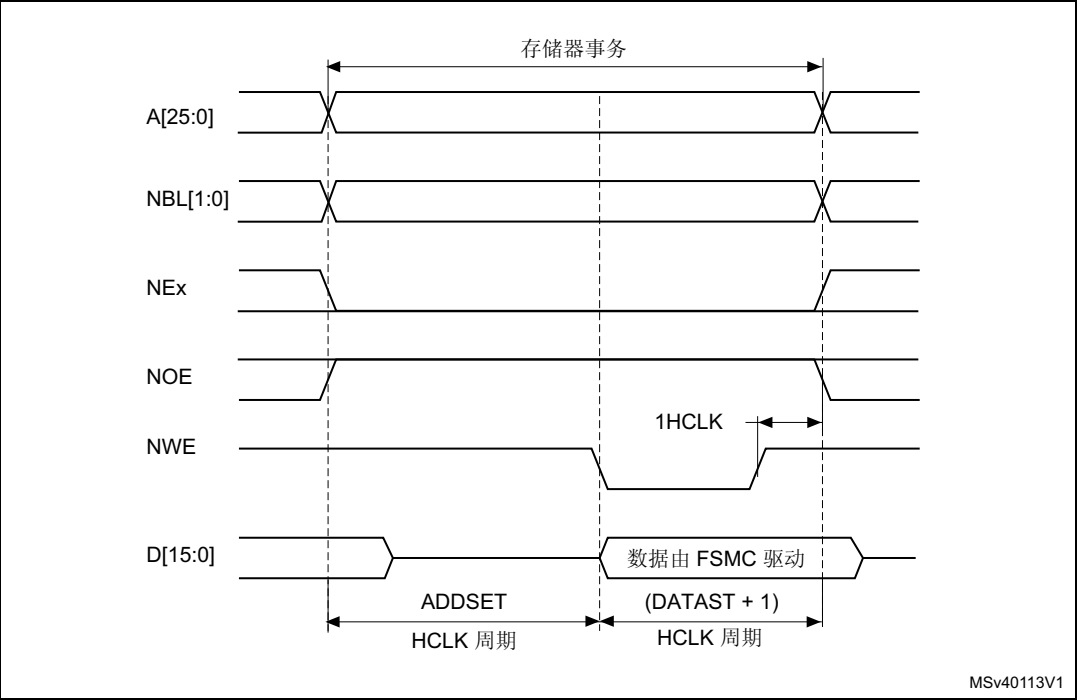 存储器事务
A[25:0]
NBL[1:0]
NEx
NOE
1HCLK
NWE
D[15:0]
数据由 FSMC 驱动
ADDSET
HCLK 周期
(DATAST + 1)
HCLK 周期
MSv40113V1